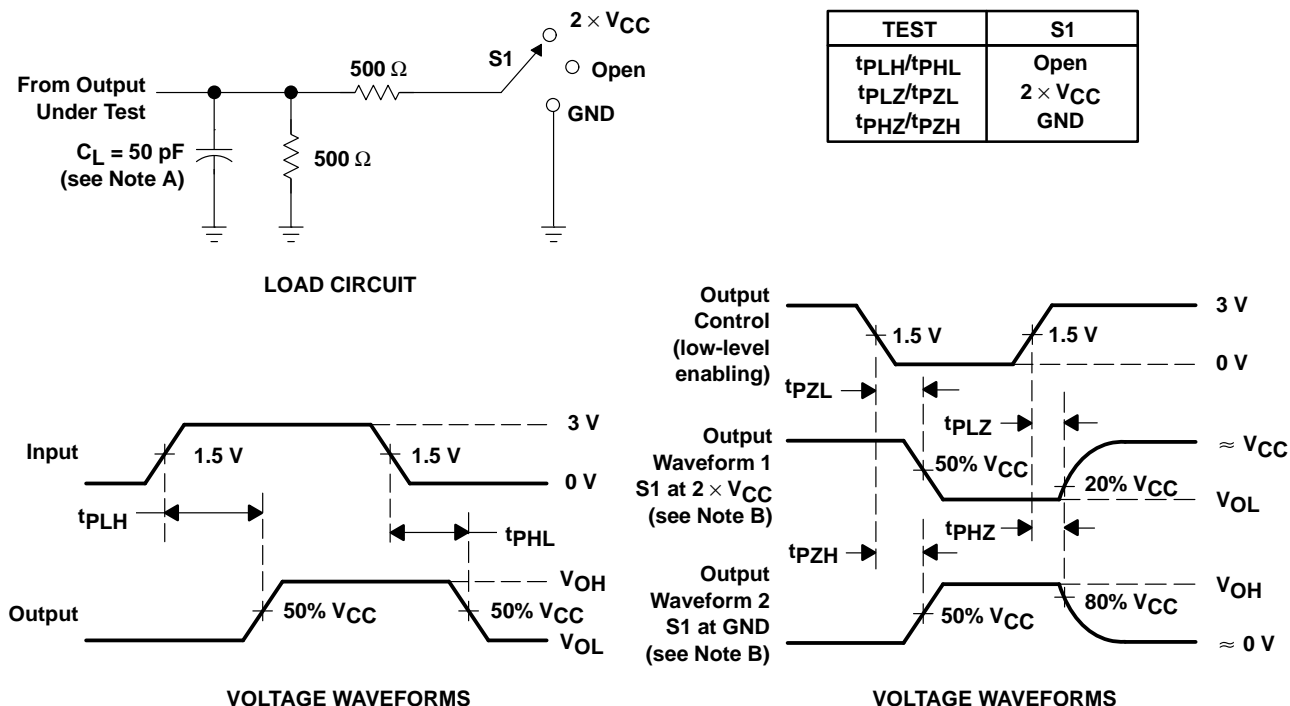 From Output
Under Test
CL = 50 pF
(see Note A)
500 Ω
500 Ω
S1
2 × VCC
Open
GND
LOAD CIRCUIT
TEST S1
tPLH/tPHL Open
tPLZ/tPZL 2 × VCC
tPHZ/tPZH GND
Input
1.5 V
1.5 V
3 V
0 V
tPLH
tPHL
Output
50% VCC
50% VCC
VOH
VOL
VOLTAGE WAVEFORMS
Output
Control
(low-level
enabling)
1.5 V
1.5 V
3 V
0 V
tPZL
tPLZ
Output
Waveform 1
S1 at 2 × VCC
(see Note B)
50% VCC
20% VCC
≈ VCC
VOL
tPZH
tPHZ
Output
Waveform 2
S1 at GND
(see Note B)
50% VCC
80% VCC
VOH
≈ 0 V
VOLTAGE WAVEFORMS